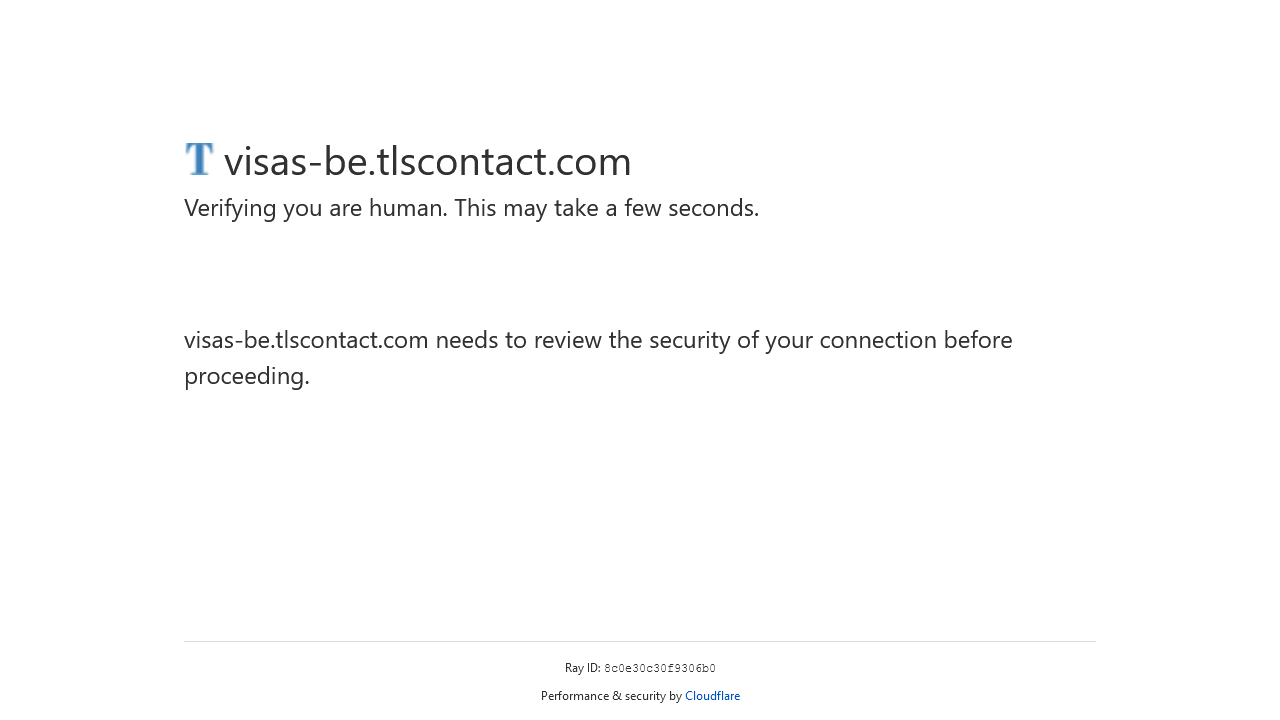 visas-be.tlscontact.com
Verifying you are human. This may take a few seconds.
visas-be.tlscontact.com needs to review the security of your connection before
proceeding.
Ray ID: 8c0e30c30f9306b0
Performance & security by Cloudflare